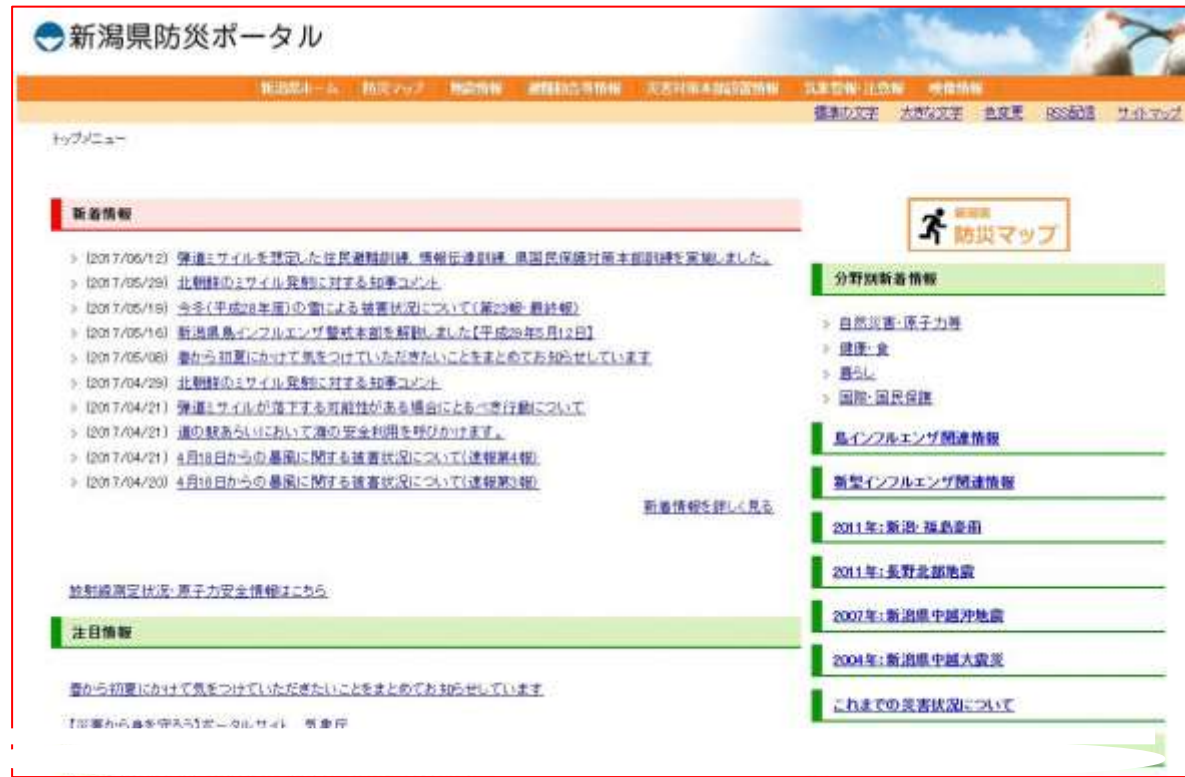 新潟県防災ポータル
新潟県ホーム 防災マップ 施設情報 避難勧告等情報 災害対策本部設置情報 気象警報・注意報 映像情報
標準の文字 大きな文字 色変更 RSS配信 サイトマップ
トップメニュー
新着情報
(2017/06/12) 弾道ミサイルを想定した住民避難訓練、情報伝達訓練、県国民保護対策本部訓練を実施しました。
(2017/05/29) 北朝鮮のミサイル発射に対する知事コメント
(2017/05/19) 今冬(平成28年度)の雪による被害状況について(第23報・最終報)
(2017/05/16) 新潟県鳥インフルエンザ警戒本部を解散しました【平成29年5月12日】
(2017/05/08) 春から初夏にかけて気をつけていただきたいことをまとめてお知らせしています
(2017/04/29) 北朝鮮のミサイル発射に対する知事コメント
(2017/04/21) 弾道ミサイルが落下する可能性がある場合にとるべき行動について
(2017/04/21) 道の駅あらいにおいて海の安全利用を呼びかけます。
(2017/04/21) 4月18日からの暴風に関する被害状況について(速報第4報)
(2017/04/20) 4月18日からの暴風に関する被害状況について(速報第3報)
新着情報を詳しく見る
放射線測定状況・原子力安全情報はこちら
注目情報
春から初夏にかけて気をつけていただきたいことをまとめてお知らせしています
【災害から身を守ろう】ポータルサイト 気象庁
新潟県
防災マップ
分野別新着情報
自然災害・原子力等
健康・食
暮らし
国際・国民保護
鳥インフルエンザ関連情報
新型インフルエンザ関連情報
2011年:新潟・福島豪雨
2011年:長野北部地震
2007年:新潟県中越沖地震
2004年:新潟県中越大震災
これまでの災害状況について